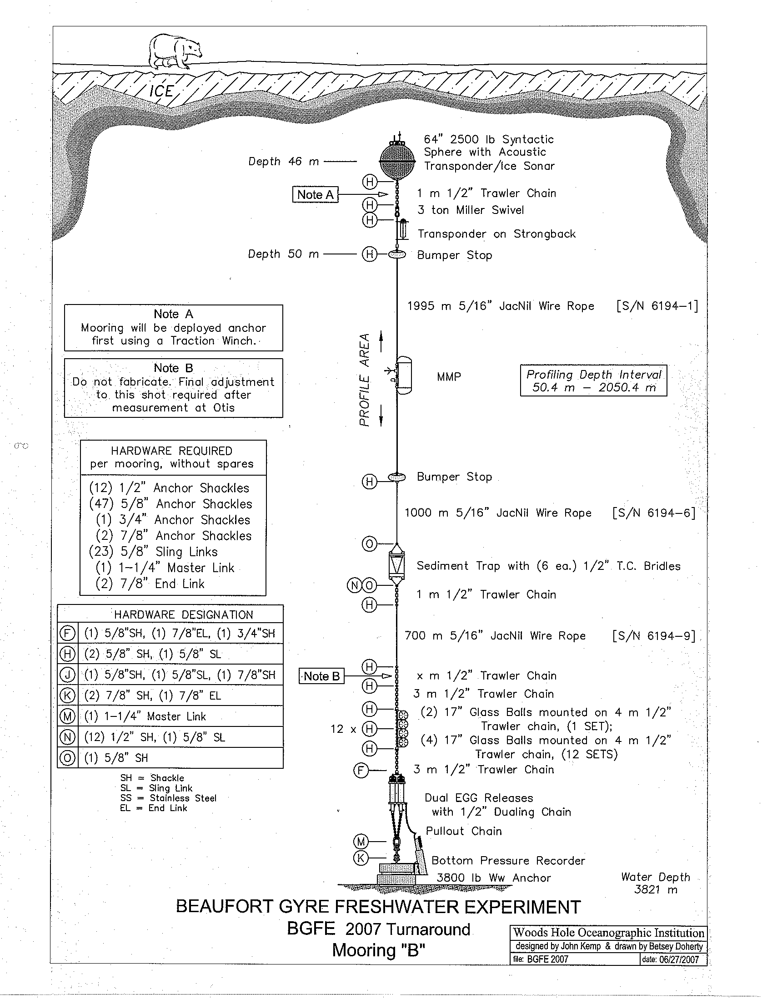 ICE
64" 2500 lb Syntactic
Sphere with Acoustic
Transponder/Ice Sonar
Depth 46 m
H
Note A
1 m 1/2" Trawler Chain
H
3 ton Miller Swivel
H
Transponder on Strongback
Depth 50 m
H
Bumper Stop
1995 m 5/16" JacNil Wire Rope [S/N 6194-1]
Note A
Mooring will be deployed anchor
first using a Traction Winch.
PROFILE AREA
MMP
Profiling Depth Interval
50.4 m - 2050.4 m
Note B
Do not fabricate. Final adjustment
to this shot required after
measurement at Otis
H
Bumper Stop
HARDWARE REQUIRED
per mooring, without spares
(12) 1/2" Anchor Shackles
(47) 5/8" Anchor Shackles
(1) 3/4" Anchor Shackles
(2) 7/8" Anchor Shackles
(23) 5/8" Sling Links
(1) 1-1/4" Master Link
(2) 7/8" End Link
1000 m 5/16" JacNil Wire Rope [S/N 6194-6]
O
Sediment Trap with (6 ea.) 1/2" T.C. Bridles
N O
1 m 1/2" Trawler Chain
H
700 m 5/16" JacNil Wire Rope [S/N 6194-9]
HARDWARE DESIGNATION
F (1) 5/8"SH, (1) 7/8"EL, (1) 3/4"SH
H (2) 5/8" SH, (1) 5/8" SL
J (1) 5/8"SH, (1) 5/8"SL, (1) 7/8"SH
K (2) 7/8" SH, (1) 7/8" EL
M (1) 1-1/4" Master Link
N (12) 1/2" SH, (1) 5/8" SL
O (1) 5/8" SH
SH = Shackle
SL = Sling Link
SS = Stainless Steel
EL = End Link
H
Note B
x m 1/2" Trawler Chain
H
3 m 1/2" Trawler Chain
H
(2) 17" Glass Balls mounted on 4 m 1/2"
Trawler chain, (1 SET);
12 x H
(4) 17" Glass Balls mounted on 4 m 1/2"
Trawler chain, (12 SETS)
H
F
3 m 1/2" Trawler Chain
Dual EGG Releases
with 1/2" Dualing Chain
Pullout Chain
M
K
Bottom Pressure Recorder
3800 lb Ww Anchor
Water Depth
3821 m
BEAUFORT GYRE FRESHWATER EXPERIMENT
BGFE 2007 Turnaround
Mooring "B"
Woods Hole Oceanographic Institution
designed by John Kemp & drawn by Betsey Doherty
file: BGFE 2007 date: 06/27/2007